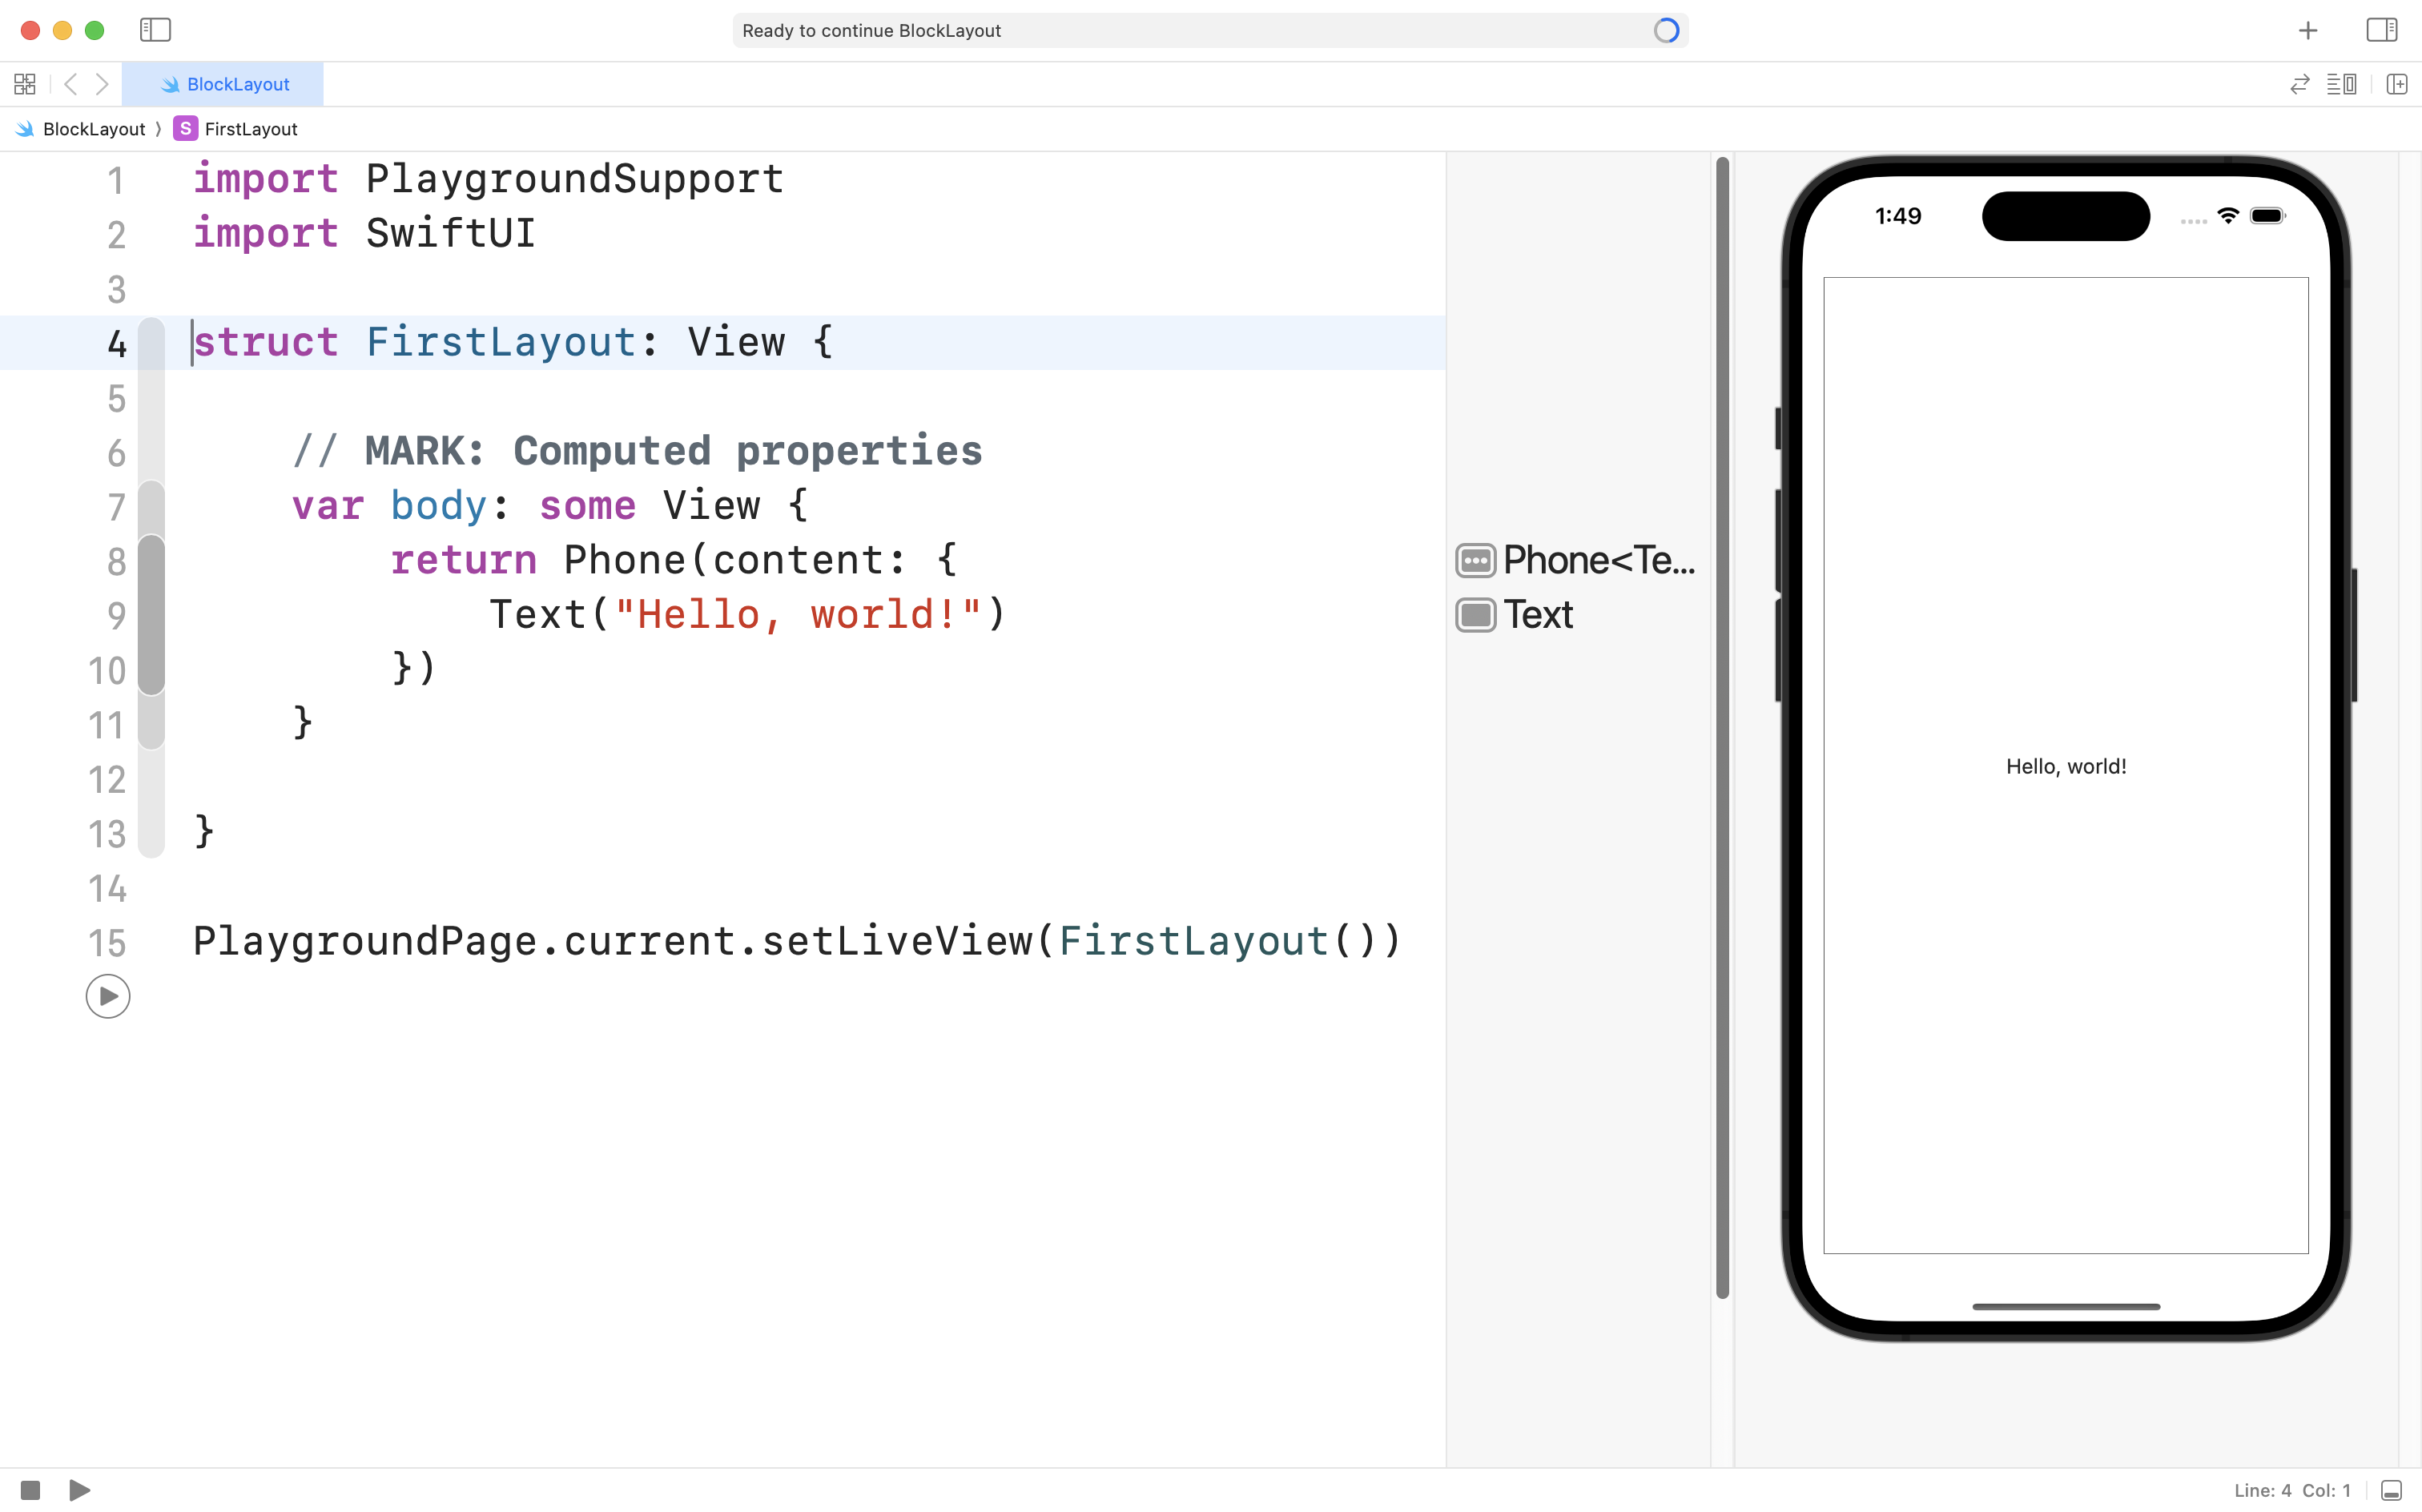 Ready to continue BlockLayout
BlockLayout
BlockLayout 〉 S FirstLayout
1 import PlaygroundSupport
2 import SwiftUI
3
4 struct FirstLayout: View {
5
6 // MARK: Computed properties
7 var body: some View {
8 return Phone(content: {
9 Text("Hello, world!")
10 })
11 }
12
13 }
14
15 PlaygroundPage.current.setLiveView(FirstLayout())
Phone<Te...
Text
1:49
Hello, world!
Line: 4 Col: 1